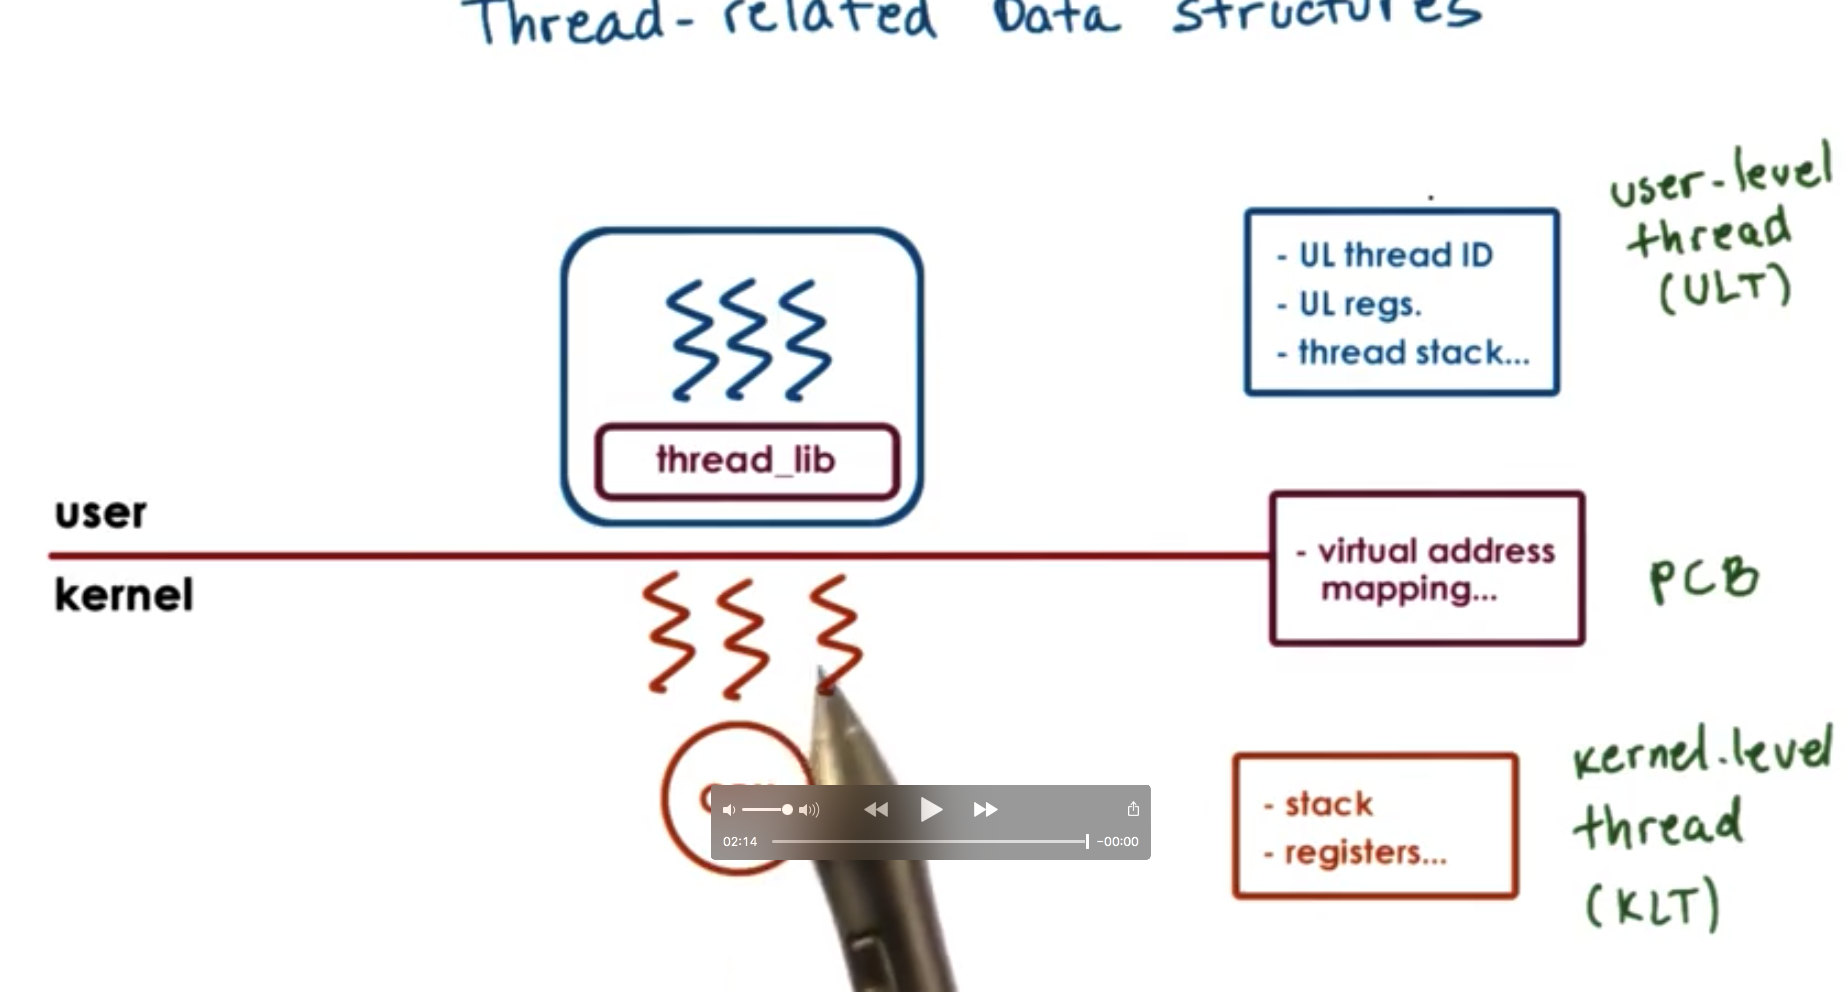 Thread-related Data Structures
user-level
thread
(ULT)
- UL thread ID
- UL regs.
- thread stack...
thread_lib
user
kernel
- virtual address
mapping...
PCB
kernel-level
thread
(KLT)
- stack
- registers...
02:14
-00:00